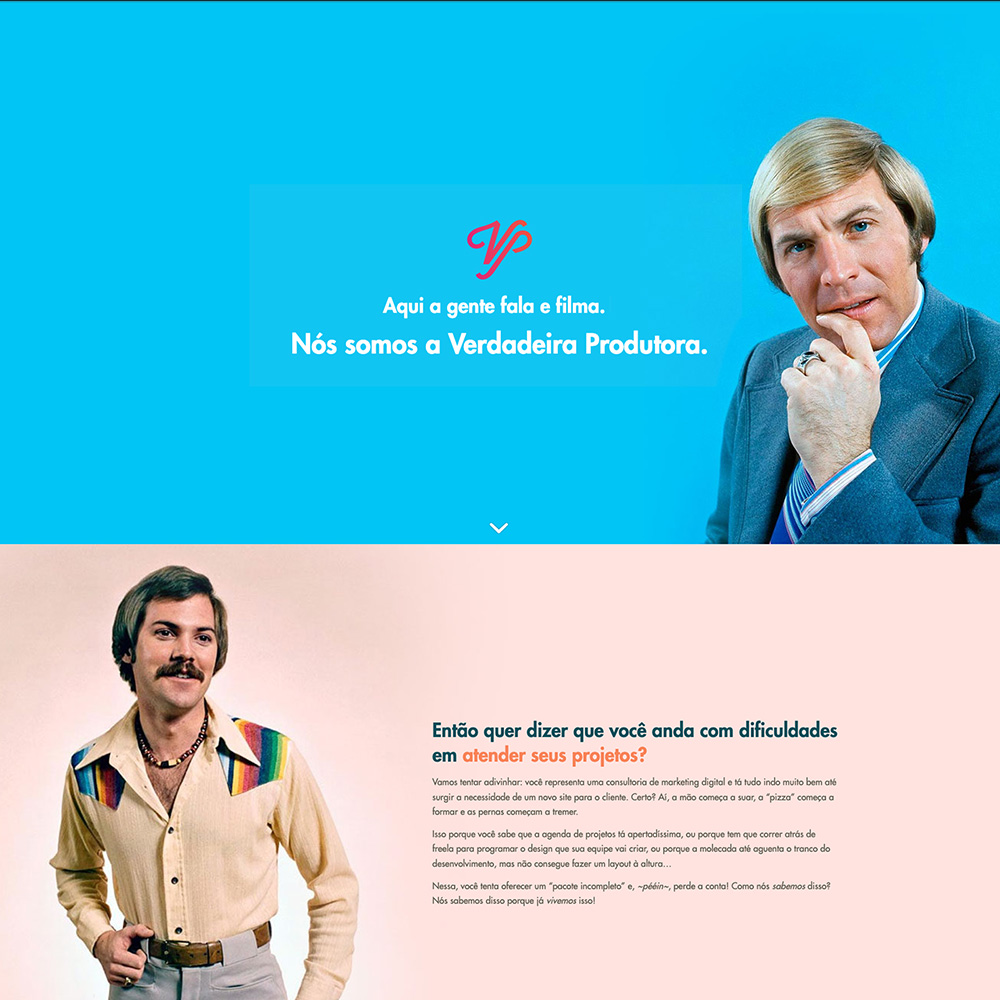 VP
Aqui a gente fala e filma.
Nós somos a Verdadeira Produtora.
Então quer dizer que você anda com dificuldades
em atender seus projetos?
Vamos tentar adivinhar: você representa uma consultoria de marketing digital e tá tudo indo muito bem até
surgir a necessidade de um novo site para o cliente. Certo? Aí, a mão começa a suar, a “pizza” começa a
formar e as pernas começam a tremer.
Isso porque você sabe que a agenda de projetos tá apertadíssima, ou porque tem que correr atrás de
freela para programar o design que sua equipe vai criar, ou porque a molecada até aguenta o tranco do
desenvolvimento, mas não consegue fazer um layout à altura...
Nessa, você tenta oferecer um “pacote incompleto” e, ~pééin~, perde a conta! Como nós sabemos disso?
Nós sabemos disso porque já vivemos isso!